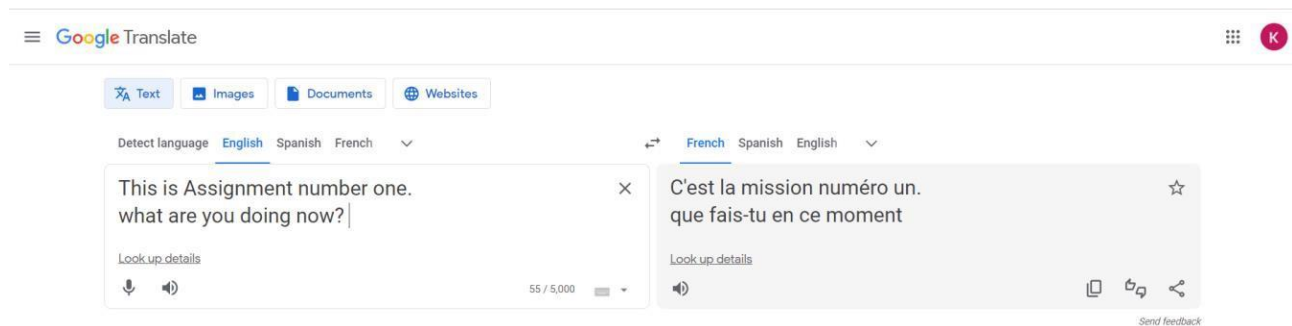 Google Translate
K
Text Images Documents Websites
Detect language English Spanish French
French Spanish English
This is Assignment number one.
what are you doing now?
Look up details
55 / 5,000
C'est la mission numéro un.
que fais-tu en ce moment
Look up details
Send feedback